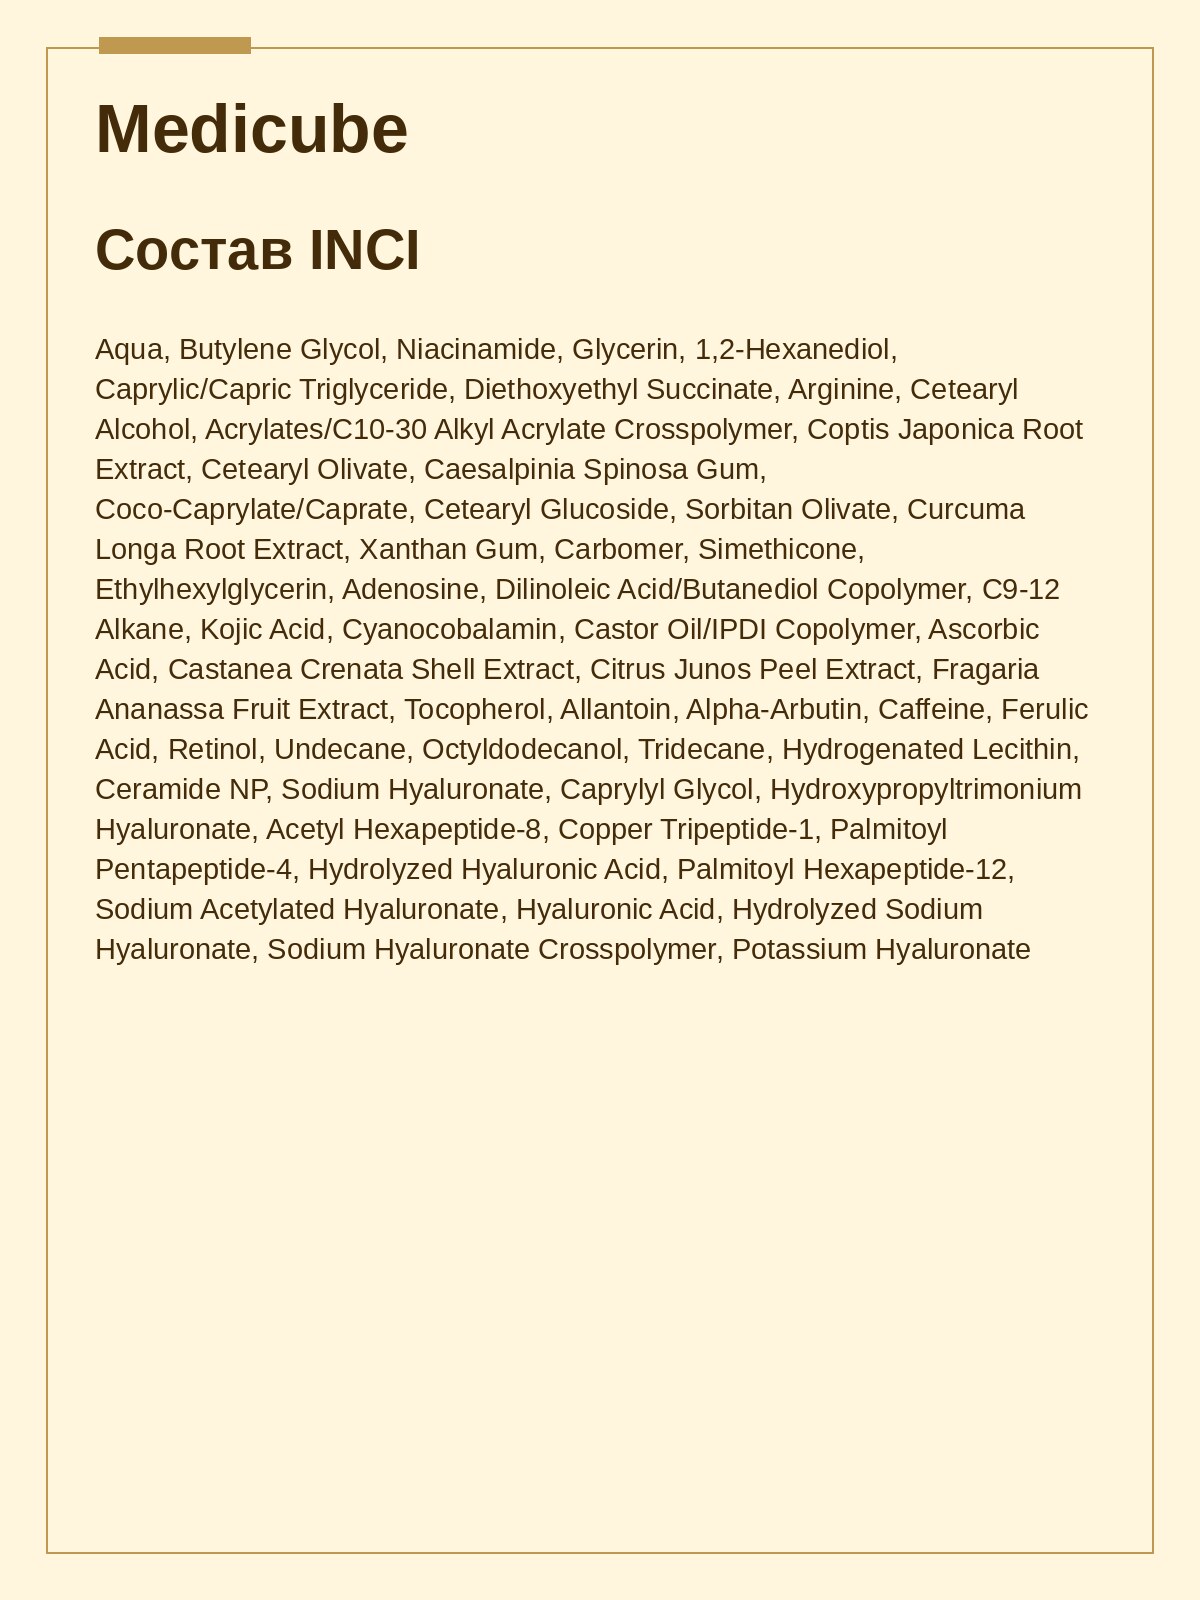 Medicube
Состав INCI
Aqua, Butylene Glycol, Niacinamide, Glycerin, 1,2-Hexanediol,
Caprylic/Capric Triglyceride, Diethoxyethyl Succinate, Arginine, Cetearyl
Alcohol, Acrylates/C10-30 Alkyl Acrylate Crosspolymer, Coptis Japonica Root
Extract, Cetearyl Olivate, Caesalpinia Spinosa Gum,
Coco-Caprylate/Caprate, Cetearyl Glucoside, Sorbitan Olivate, Curcuma
Longa Root Extract, Xanthan Gum, Carbomer, Simethicone,
Ethylhexylglycerin, Adenosine, Dilinoleic Acid/Butanediol Copolymer, C9-12
Alkane, Kojic Acid, Cyanocobalamin, Castor Oil/IPDI Copolymer, Ascorbic
Acid, Castanea Crenata Shell Extract, Citrus Junos Peel Extract, Fragaria
Ananassa Fruit Extract, Tocopherol, Allantoin, Alpha-Arbutin, Caffeine, Ferulic
Acid, Retinol, Undecane, Octyldodecanol, Tridecane, Hydrogenated Lecithin,
Ceramide NP, Sodium Hyaluronate, Caprylyl Glycol, Hydroxypropyltrimonium
Hyaluronate, Acetyl Hexapeptide-8, Copper Tripeptide-1, Palmitoyl
Pentapeptide-4, Hydrolyzed Hyaluronic Acid, Palmitoyl Hexapeptide-12,
Sodium Acetylated Hyaluronate, Hyaluronic Acid, Hydrolyzed Sodium
Hyaluronate, Sodium Hyaluronate Crosspolymer, Potassium Hyaluronate